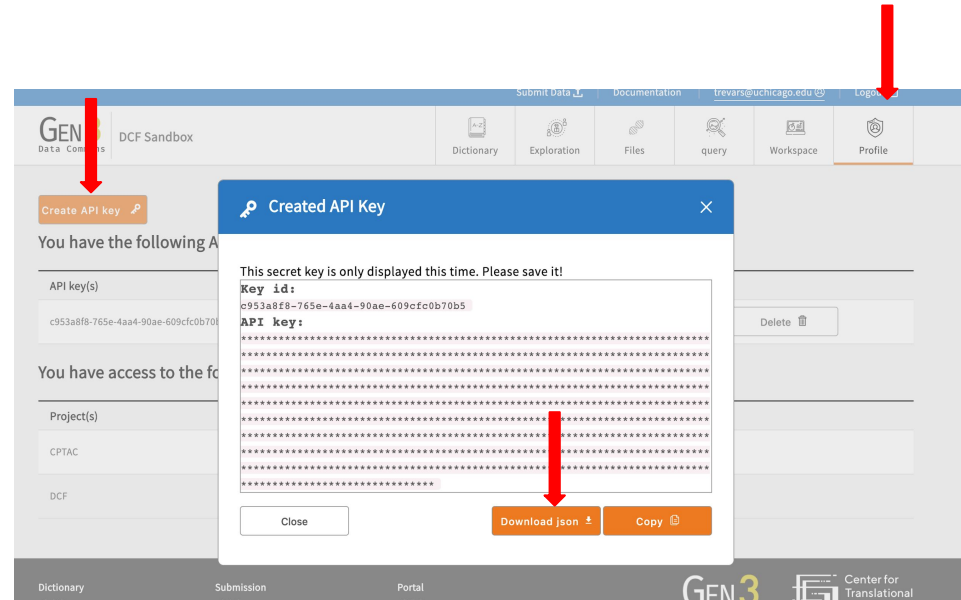 Submit Data
Documentation
trevars@uchicago.edu
GEN
Data Commons
DCF Sandbox
Dictionary
Exploration
Files
query
Workspace
Profile
Create API key
You have the following A
API key(s)
c953a8f8-765e-4aa4-90ae-609cfc0b70b
Delete
You have access to the fo
Project(s)
CPTAC
DCF
Created API Key
This secret key is only displayed this time. Please save it!
Key id:
c953a8f8-765e-4aa4-90ae-609cfc0b70b5
API key:
Close
Download json
Copy
Dictionary
Submission
Portal
GEN3
Center for
Translational